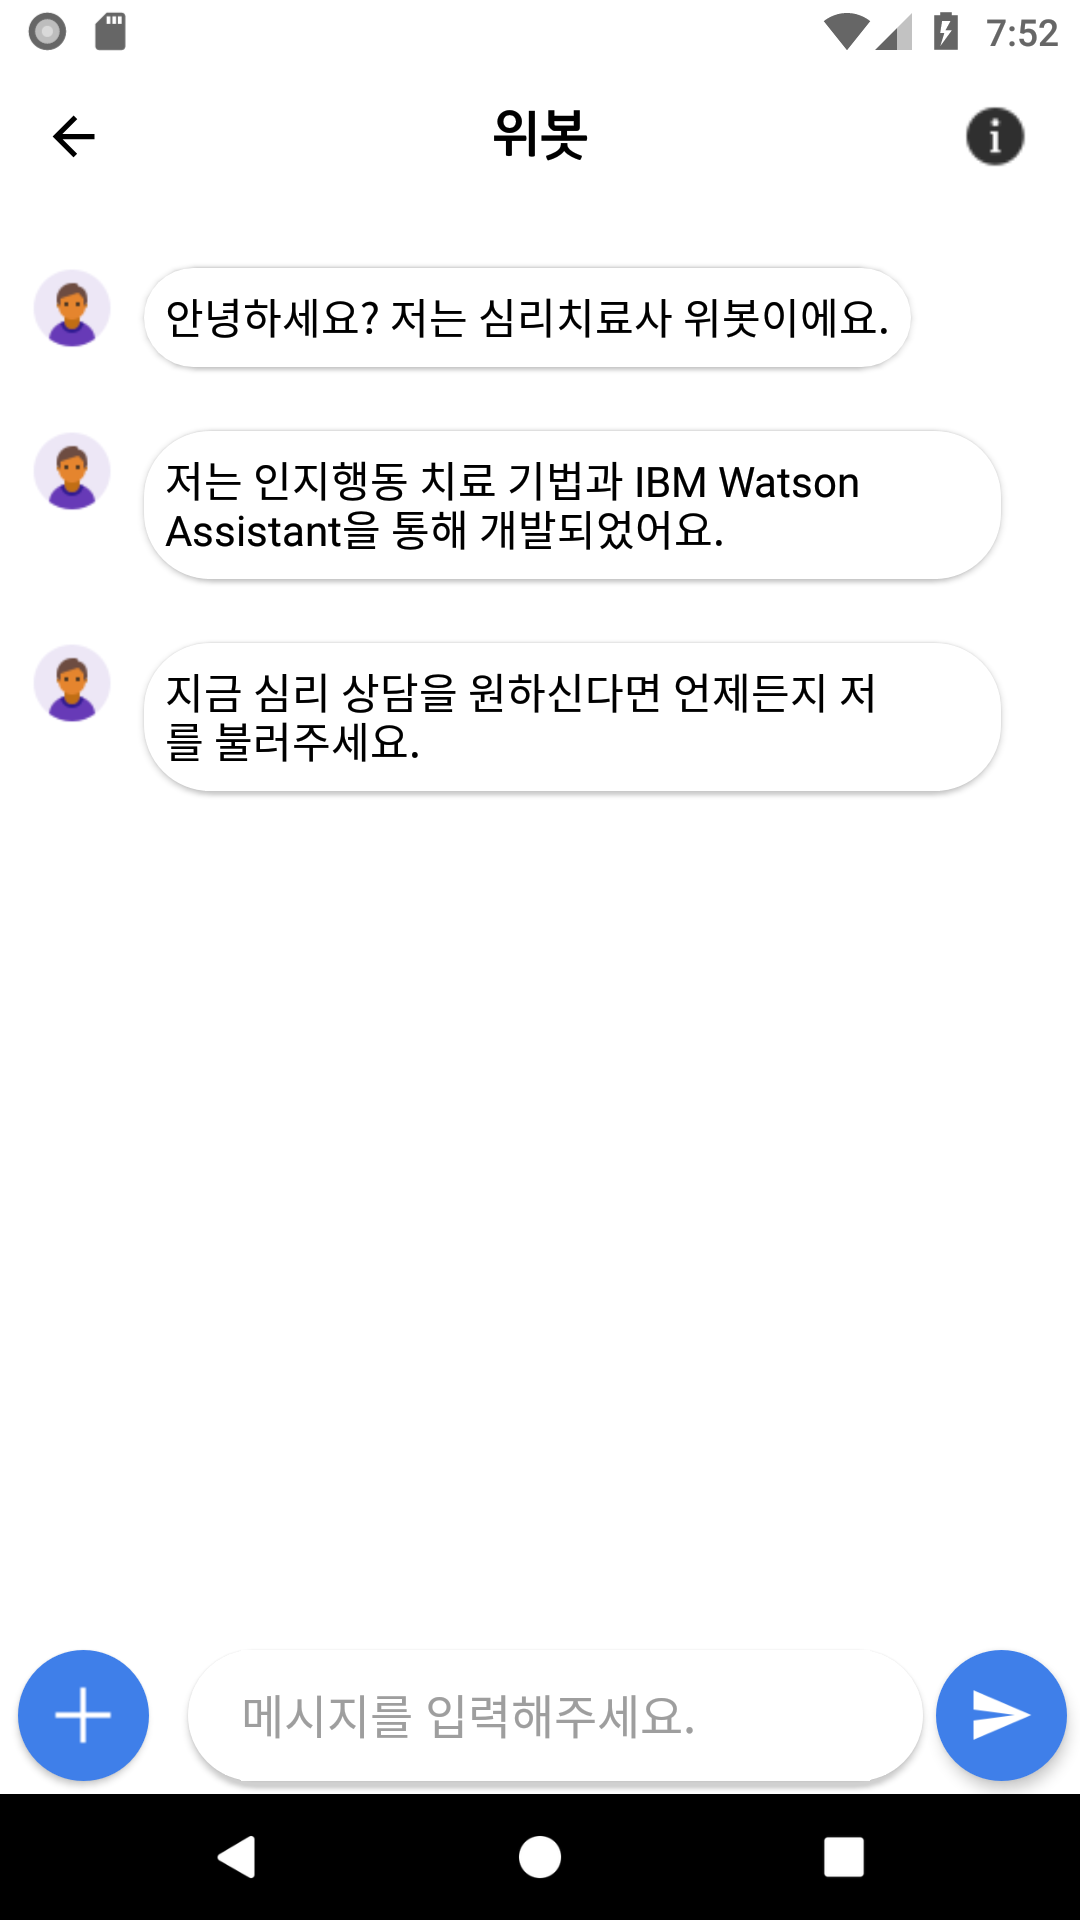 7:52
위봇
안녕하세요? 저는 심리치료사 위봇이에요.
저는 인지행동 치료 기법과 IBM Watson
Assistant을 통해 개발되었어요.
지금 심리 상담을 원하신다면 언제든지 저
를 불러주세요.
메시지를 입력해주세요.